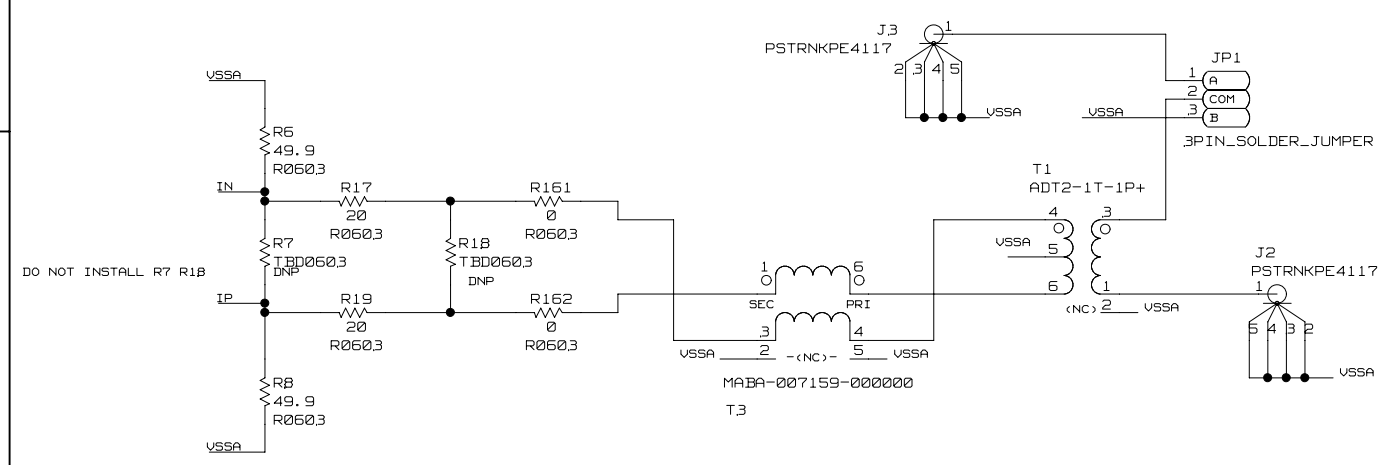 J3
1
PSTRNKPE4117
2 3 4 5
VSSA
JP1
1 A
2 COM
3 B
VSSA
3PIN_SOLDER_JUMPER
VSSA
R6
49.9
R0603
IN
R17
20
R0603
R161
0
R0603
R7
TBD0603
DNP
R18
TBD0603
DNP
DO NOT INSTALL R7 R18
IP
R19
20
R0603
R162
0
R0603
R8
49.9
R0603
VSSA
T1
ADT2-1T-1P+
4 3
VSSA 5
6 1
(NC) 2 VSSA
1 6
SEC PRI
3 4
VSSA 2 -(NC)- 5 VSSA
MABA-007159-000000
T3
J2
PSTRNKPE4117
1
5 4 3 2
VSSA